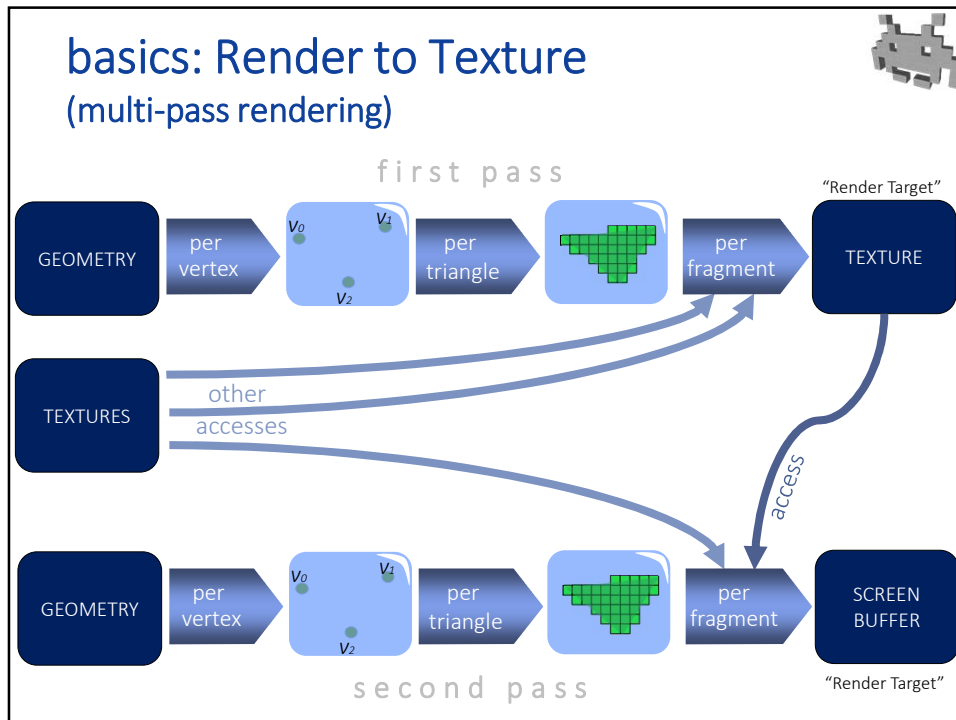 basics: Render to Texture
(multi-pass rendering)
first pass
"Render Target"
GEOMETRY
per
vertex
v0
v1
v2
per
triangle
per
fragment
TEXTURE
TEXTURES
other
accesses
access
GEOMETRY
per
vertex
v0
v1
v2
per
triangle
per
fragment
SCREEN
BUFFER
second pass
"Render Target"